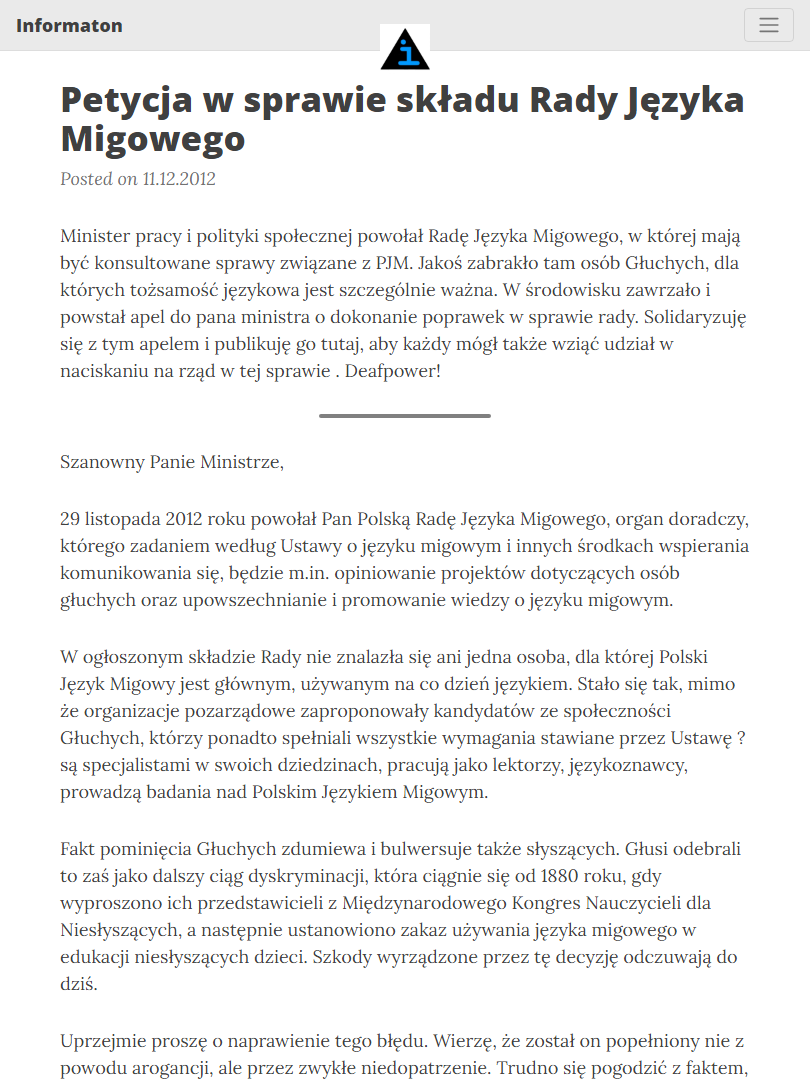 Informaton
i
Petycja w sprawie składu Rady Języka
Migowego
Posted on 11.12.2012
Minister pracy i polityki społecznej powołał Radę Języka Migowego, w której mają
być konsultowane sprawy związane z PJM. Jakoś zabrakło tam osób Głuchych, dla
których tożsamość językowa jest szczególnie ważna. W środowisku zawrzało i
powstał apel do pana ministra o dokonanie poprawek w sprawie rady. Solidaryzuję
się z tym apelem i publikuję go tutaj, aby każdy mógł także wziąć udział w
naciskaniu na rząd w tej sprawie . Deafpower!
Szanowny Panie Ministrze,
29 listopada 2012 roku powołał Pan Polską Radę Języka Migowego, organ doradczy,
którego zadaniem według Ustawy o języku migowym i innych środkach wspierania
komunikowania się, będzie m.in. opiniowanie projektów dotyczących osób
głuchych oraz upowszechnianie i promowanie wiedzy o języku migowym.
W ogłoszonym składzie Rady nie znalazła się ani jedna osoba, dla której Polski
Język Migowy jest głównym, używanym na co dzień językiem. Stało się tak, mimo
że organizacje pozarządowe zaproponowały kandydatów ze społeczności
Głuchych, którzy ponadto spełniali wszystkie wymagania stawiane przez Ustawę ?
są specjalistami w swoich dziedzinach, pracują jako lektorzy, językoznawcy,
prowadzą badania nad Polskim Językiem Migowym.
Fakt pominięcia Głuchych zdumiewa i bulwersuje także słyszących. Głusi odebrali
to zaś jako dalszy ciąg dyskryminacji, która ciągnie się od 1880 roku, gdy
wyproszono ich przedstawicieli z Międzynarodowego Kongres Nauczycieli dla
Niesłyszących, a następnie ustanowiono zakaz używania języka migowego w
edukacji niesłyszących dzieci. Szkody wyrządzone przez tę decyzję odczuwają do
dziś.
Uprzejmie proszę o naprawienie tego błędu. Wierzę, że został on popełniony nie z
powodu arogancji, ale przez zwykłe niedopatrzenie. Trudno się pogodzić z faktem,